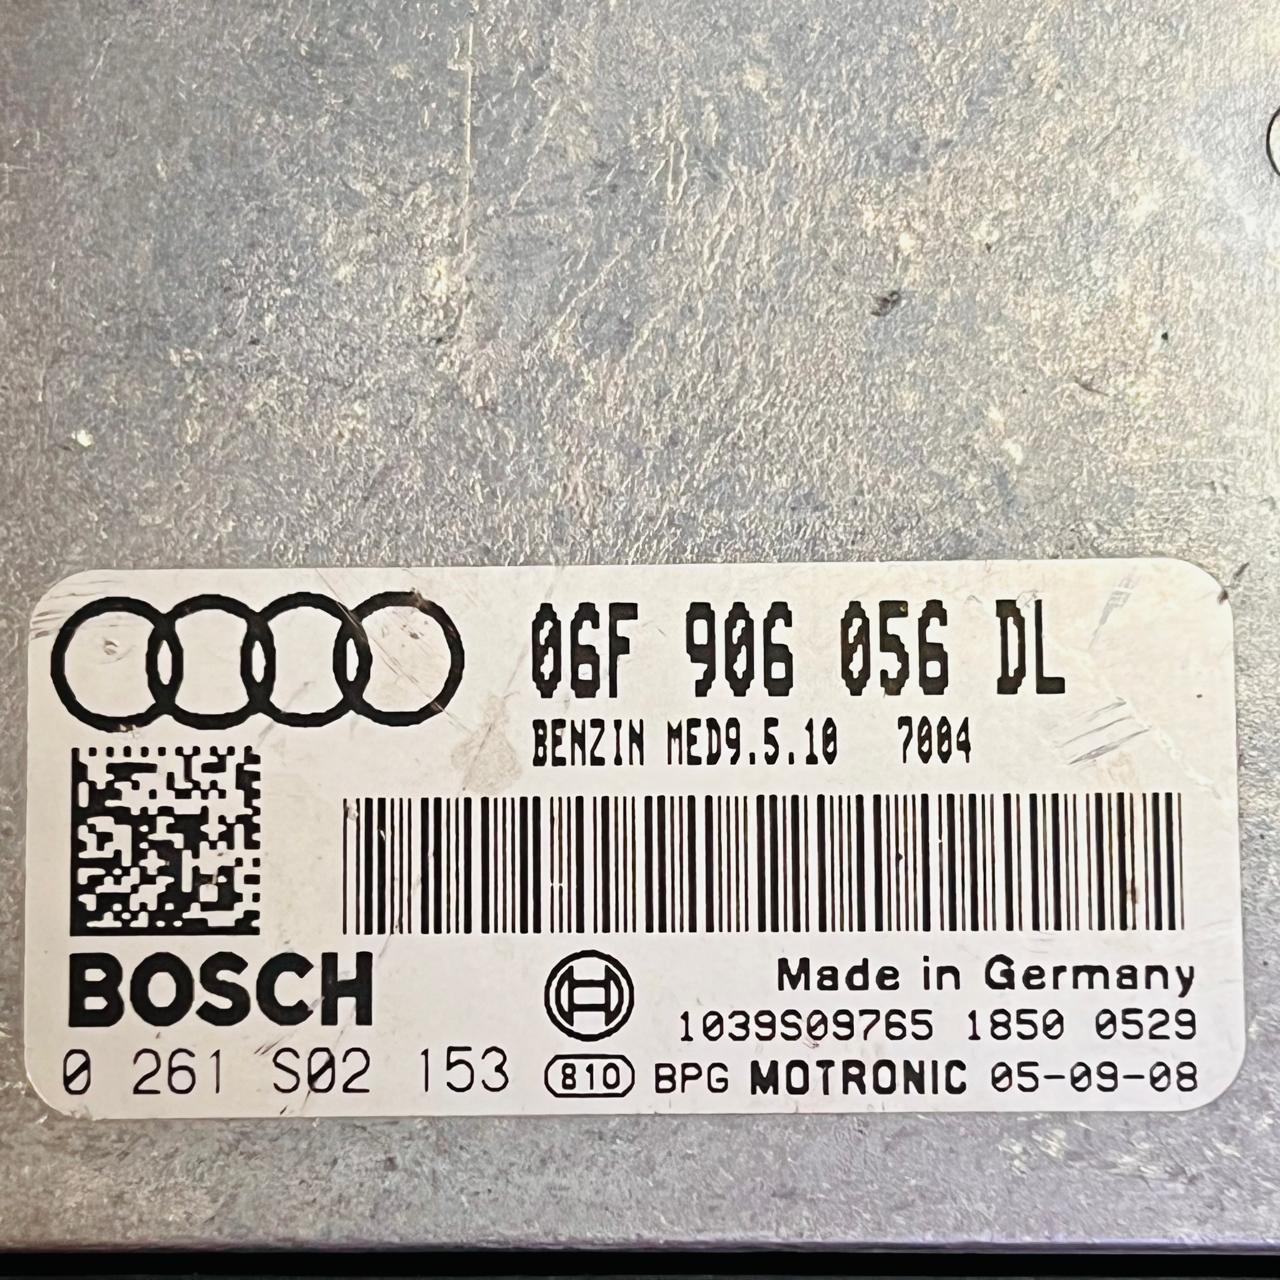 06F 906 056 DL
BENZIN MED9.5.10 7004
BOSCH
Made in Germany
1039S09765 1850 0529
0 261 S02 153
810 BPG MOTRONIC 05-09-08